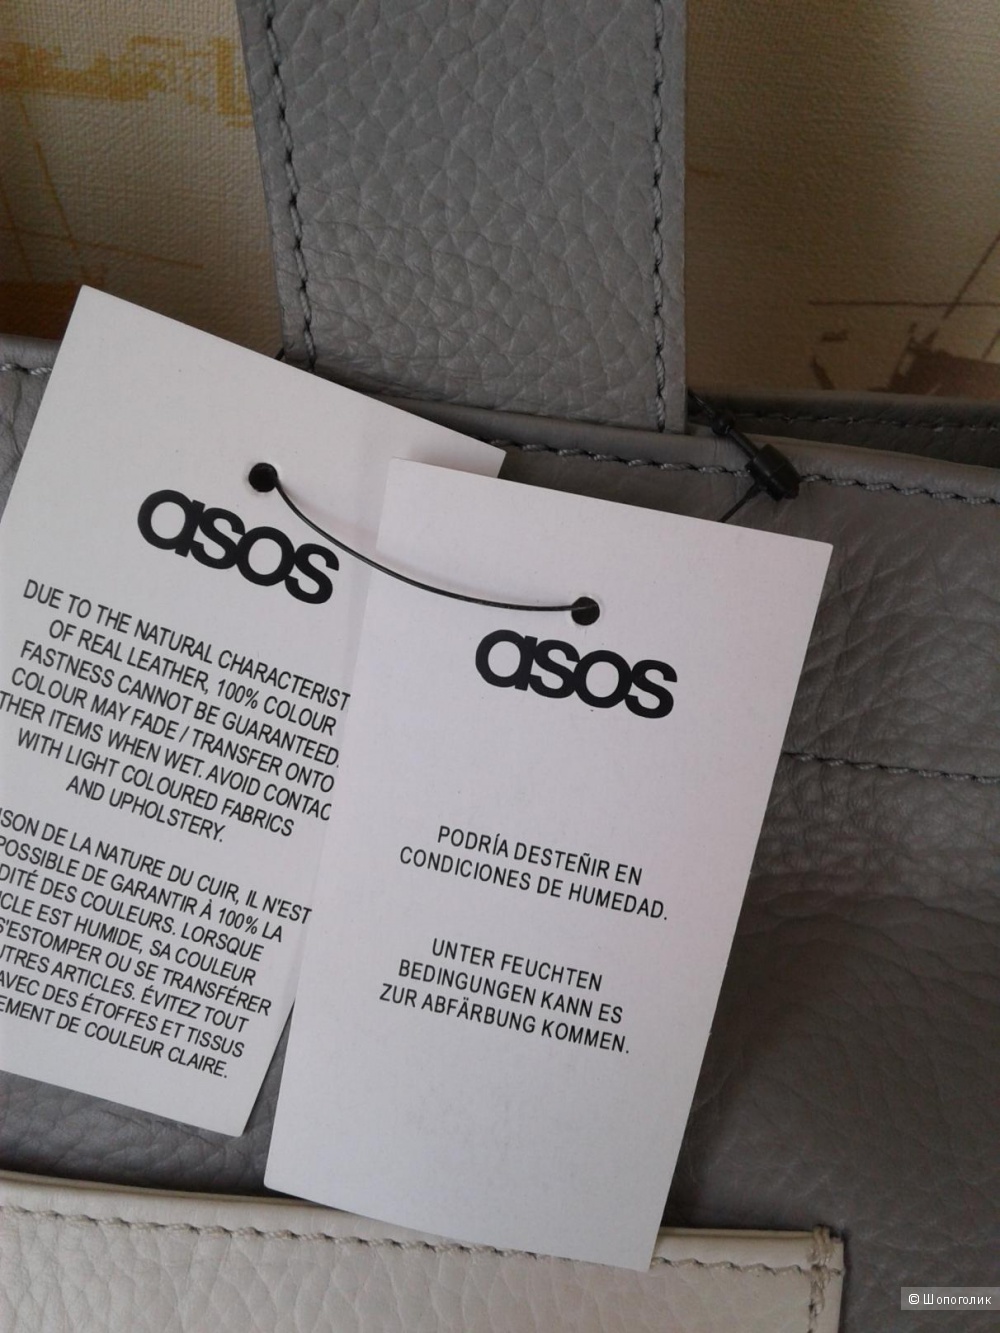 asos
DUE TO THE NATURAL CHARACTERIST
OF REAL LEATHER, 100% COLOUR
FASTNESS CANNOT BE GUARANTEED.
COLOUR MAY FADE / TRANSFER ONTO
THER ITEMS WHEN WET. AVOID CONTAC
WITH LIGHT COLOURED FABRICS
AND UPHOLSTERY.
ISON DE LA NATURE DU CUIR, IL N'EST
POSSIBLE DE GARANTIR À 100% LA
DITÉ DES COULEURS. LORSQUE
ICLE EST HUMIDE, SA COULEUR
S'ESTOMPER OU SE TRANSFÉRER
UTRES ARTICLES. ÉVITEZ TOUT
AVEC DES ÉTOFFES ET TISSUS
EMENT DE COULEUR CLAIRE.
asos
PODRÍA DESTEÑIR EN
CONDICIONES DE HUMEDAD.
UNTER FEUCHTEN
BEDINGUNGEN KANN ES
ZUR ABFÄRBUNG KOMMEN.
© Шопоголик